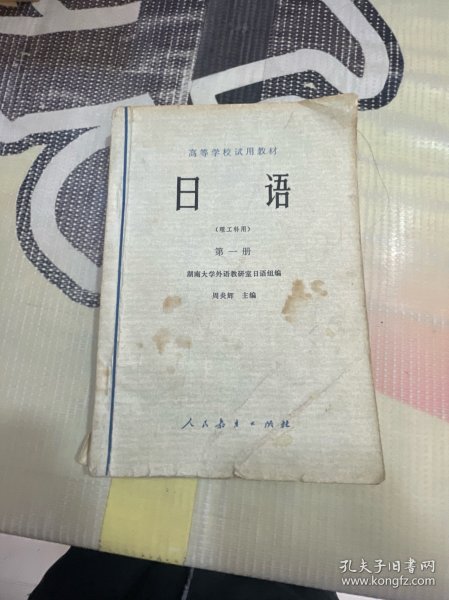 高等学校试用教材
日语
(理工科用)
第一册
湖南大学外语教研室日语组编
周炎辉 主编
人民教育出版社
孔夫子旧书网
www.kongfz.com